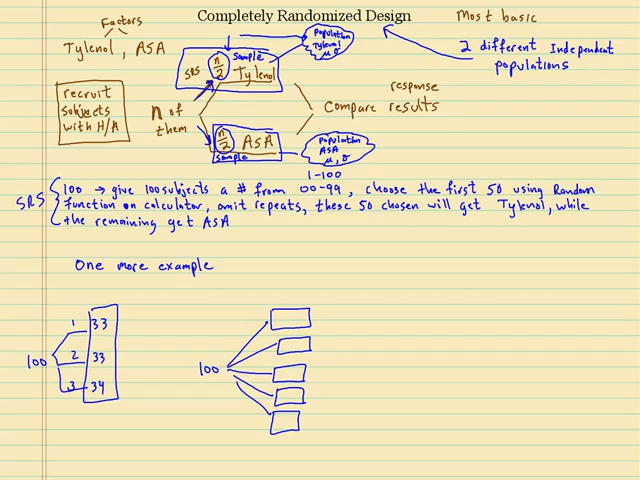 Completely Randomized Design
Most basic
Factors
Tylenol, ASA
SRS n/2 sample Tylenol
Population Tylenol μ, σ
2 different Independent populations
recruit
subjects
with H/A
n of
them
Compare results
response
n/2 ASA
sample
Population
ASA
μ, σ
1-100
SRS
100 → give 100 subjects a # from 00-99, choose the first 50 using Random
function on calculator, omit repeats, these 50 chosen will get Tylenol, while
the remaining get ASA
One more example
100
1 33
2 33
3 34
100